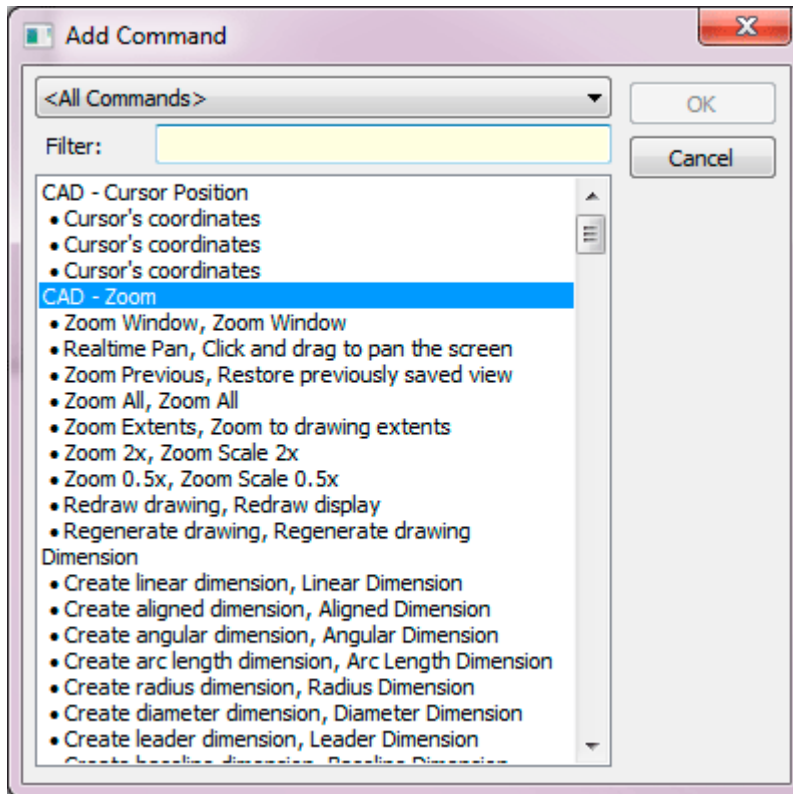 Add Command
<All Commands>
OK
Filter:
Cancel
CAD - Cursor Position
• Cursor's coordinates
• Cursor's coordinates
• Cursor's coordinates
CAD - Zoom
• Zoom Window, Zoom Window
• Realtime Pan, Click and drag to pan the screen
• Zoom Previous, Restore previously saved view
• Zoom All, Zoom All
• Zoom Extents, Zoom to drawing extents
• Zoom 2x, Zoom Scale 2x
• Zoom 0.5x, Zoom Scale 0.5x
• Redraw drawing, Redraw display
• Regenerate drawing, Regenerate drawing
Dimension
• Create linear dimension, Linear Dimension
• Create aligned dimension, Aligned Dimension
• Create angular dimension, Angular Dimension
• Create arc length dimension, Arc Length Dimension
• Create radius dimension, Radius Dimension
• Create diameter dimension, Diameter Dimension
• Create leader dimension, Leader Dimension
• Create baseline dimension, Baseline Dimension